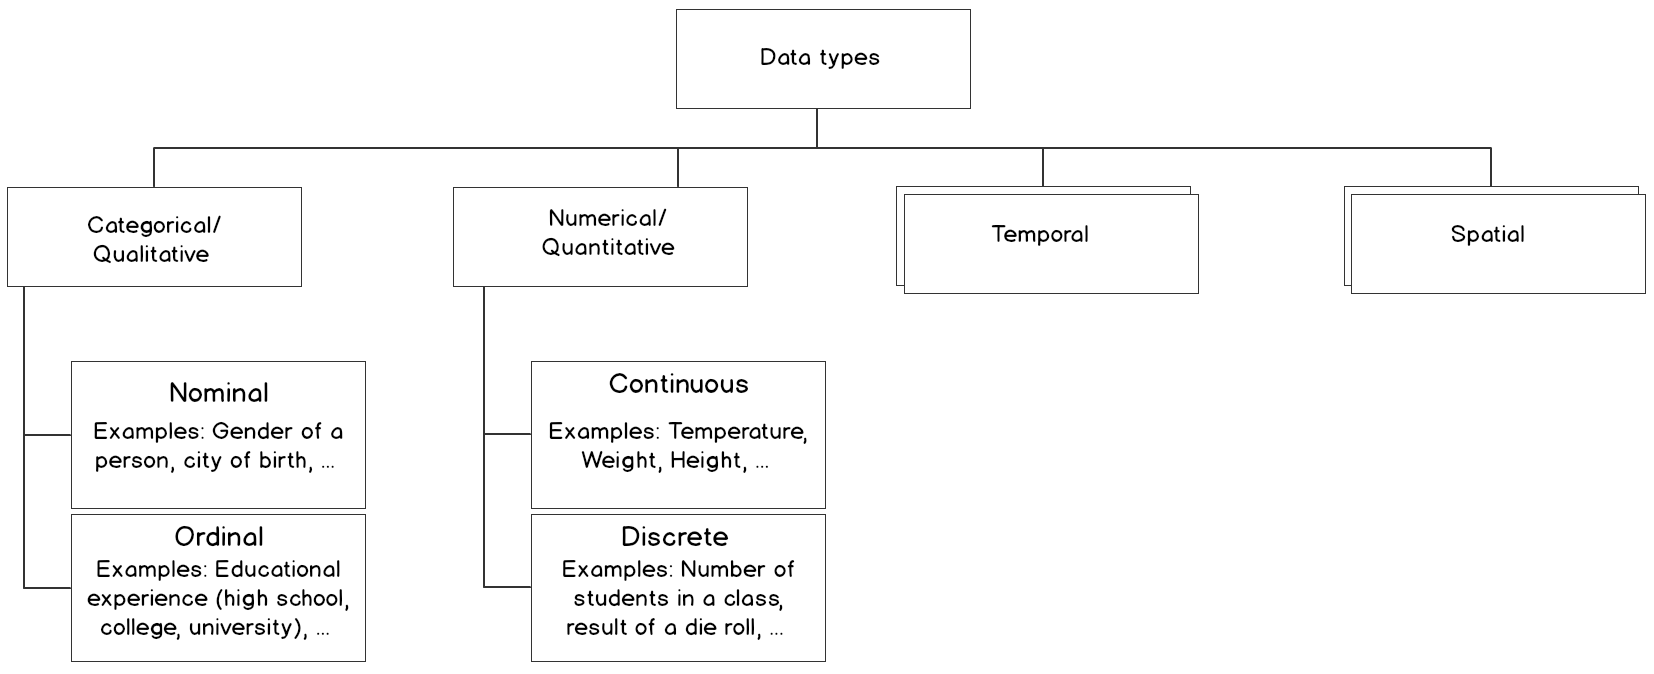 Data types
Categorical/
Qualitative
Numerical/
Quantitative
Temporal
Spatial
Nominal
Examples: Gender of a
person, city of birth, ...
Ordinal
Examples: Educational
experience (high school,
college, university), ...
Continuous
Examples: Temperature,
Weight, Height, ...
Discrete
Examples: Number of
students in a class,
result of a die roll, ...